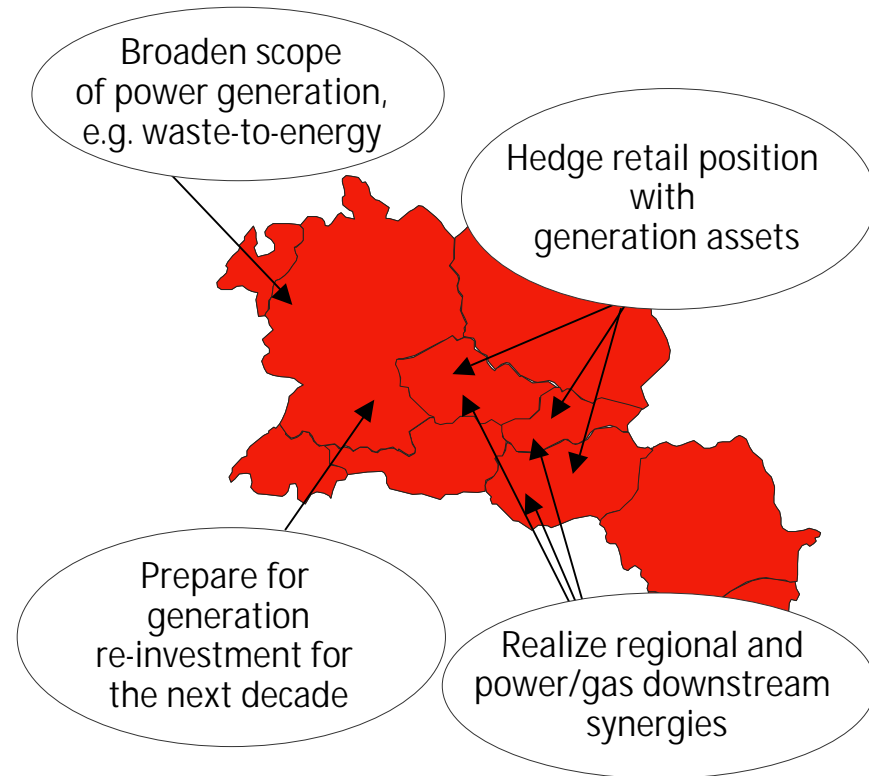 Broaden scope
of power generation,
e.g. waste-to-energy
Hedge retail position
with
generation assets
Prepare for
generation
re-investment for
the next decade
Realize regional and
power/gas downstream
synergies